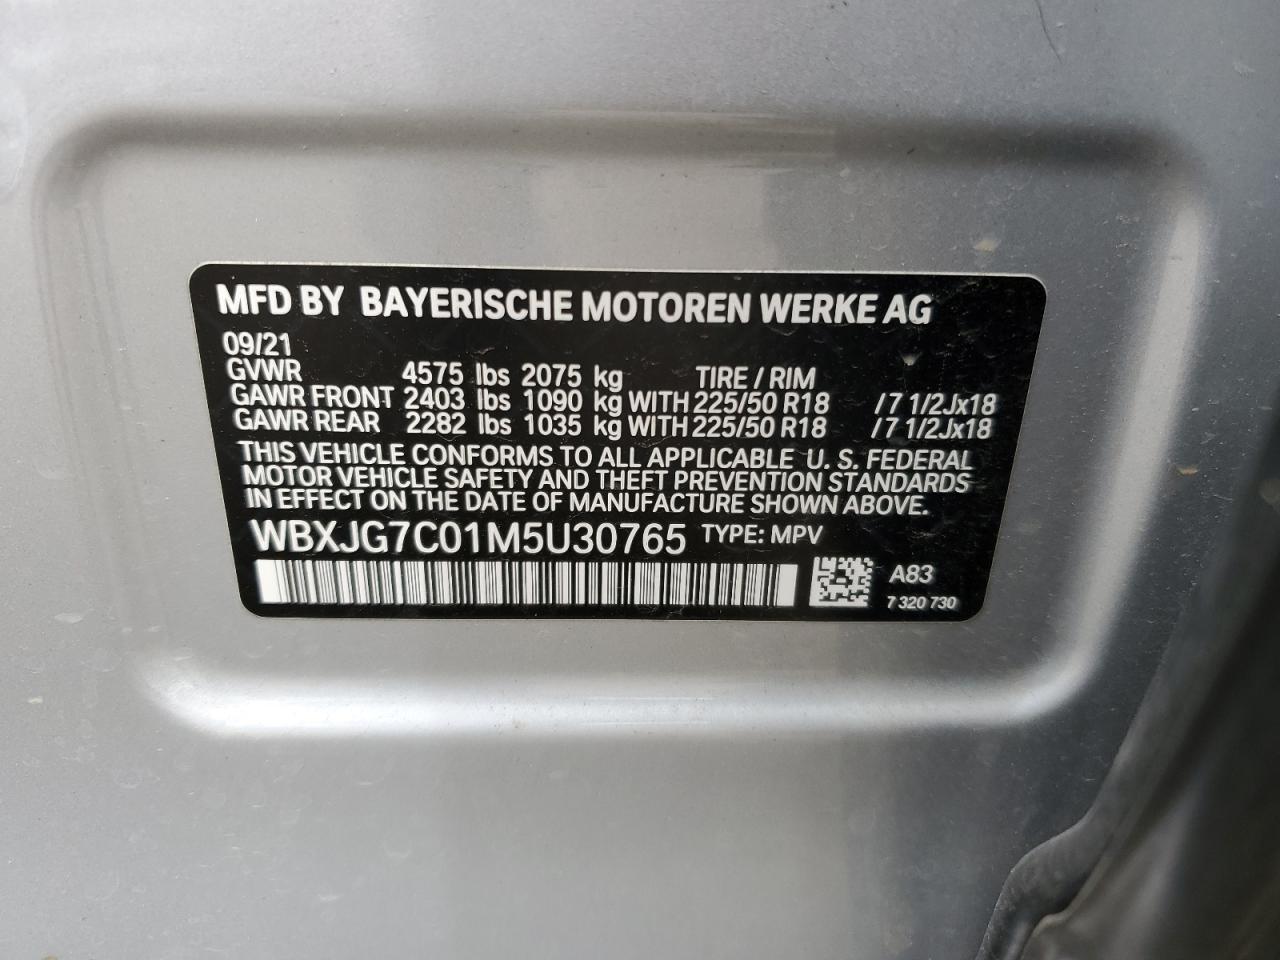 MFD BY BAYERISCHE MOTOREN WERKE AG
09/21
GVWR 4575 lbs 2075 kg TIRE / RIM
GAWR FRONT 2403 lbs 1090 kg WITH 225/50 R18 /7 1/2Jx18
GAWR REAR 2282 lbs 1035 kg WITH 225/50 R18 /7 1/2Jx18
THIS VEHICLE CONFORMS TO ALL APPLICABLE U. S. FEDERAL
MOTOR VEHICLE SAFETY AND THEFT PREVENTION STANDARDS
IN EFFECT ON THE DATE OF MANUFACTURE SHOWN ABOVE.
WBXJG7C01M5U30765 TYPE: MPV
A83
7 320 730